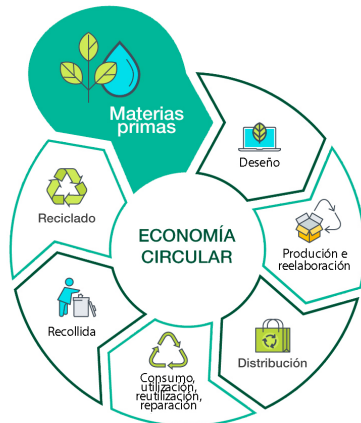 Materias
primas
Deseño
Produción e
reelaboración
Distribución
Consumo,
utilización,
reutilización,
reparación
Recollida
Reciclado
ECONOMÍA
CIRCULAR